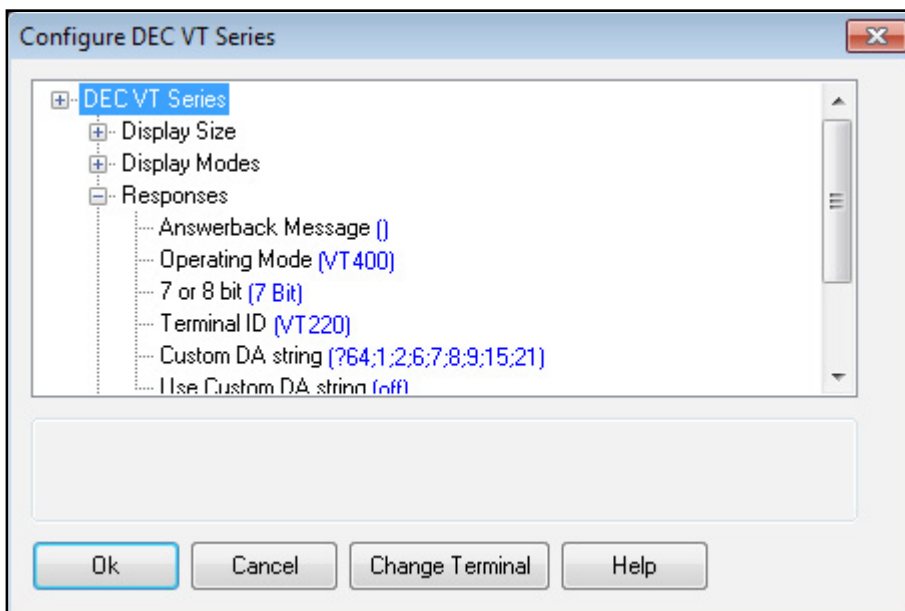 Configure DEC VT Series
DEC VT Series
Display Size
Display Modes
Responses
Answerback Message ()
Operating Mode (VT400)
7 or 8 bit (7 Bit)
Terminal ID (VT220)
Custom DA string (?64;1;2;6;7;8;9;15;21)
Use Custom DA string (off)
Ok Cancel Change Terminal Help